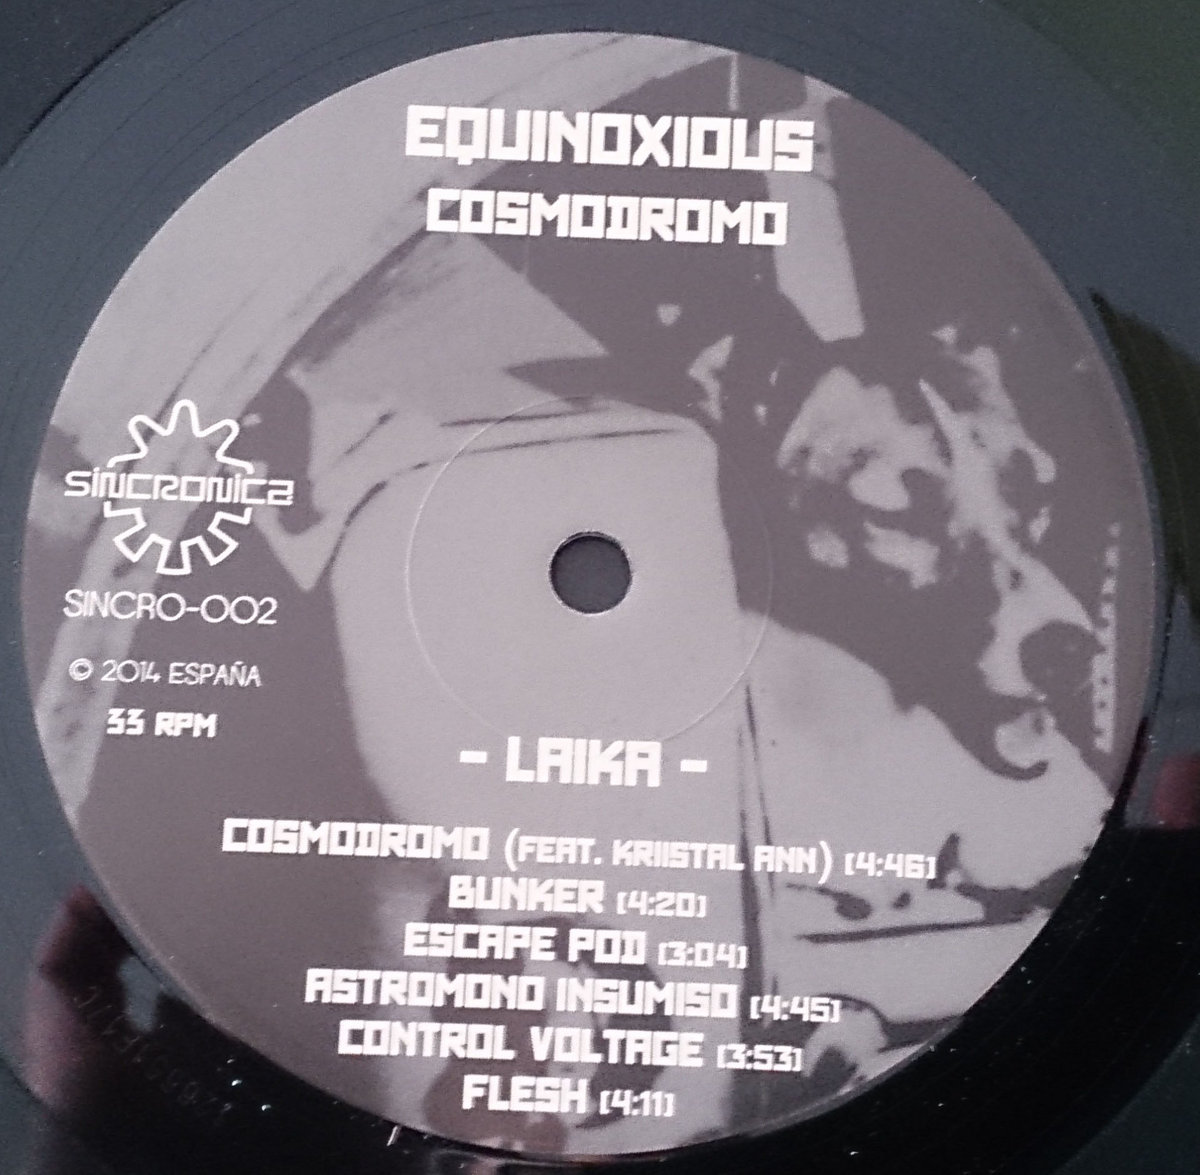 EQUINOXIOUS
COSMODROMO
SINCRONICA
SINCRO-002
© 2014 ESPAÑA
33 RPM
- LAIKA -
COSMODROMO (FEAT. KRIISTAL ANN) [4:46]
BUNKER [4:20]
ESCAPE POD [3:04]
ASTROMONO INSUMISO [4:45]
CONTROL VOLTAGE [3:53]
FLESH [4:11]